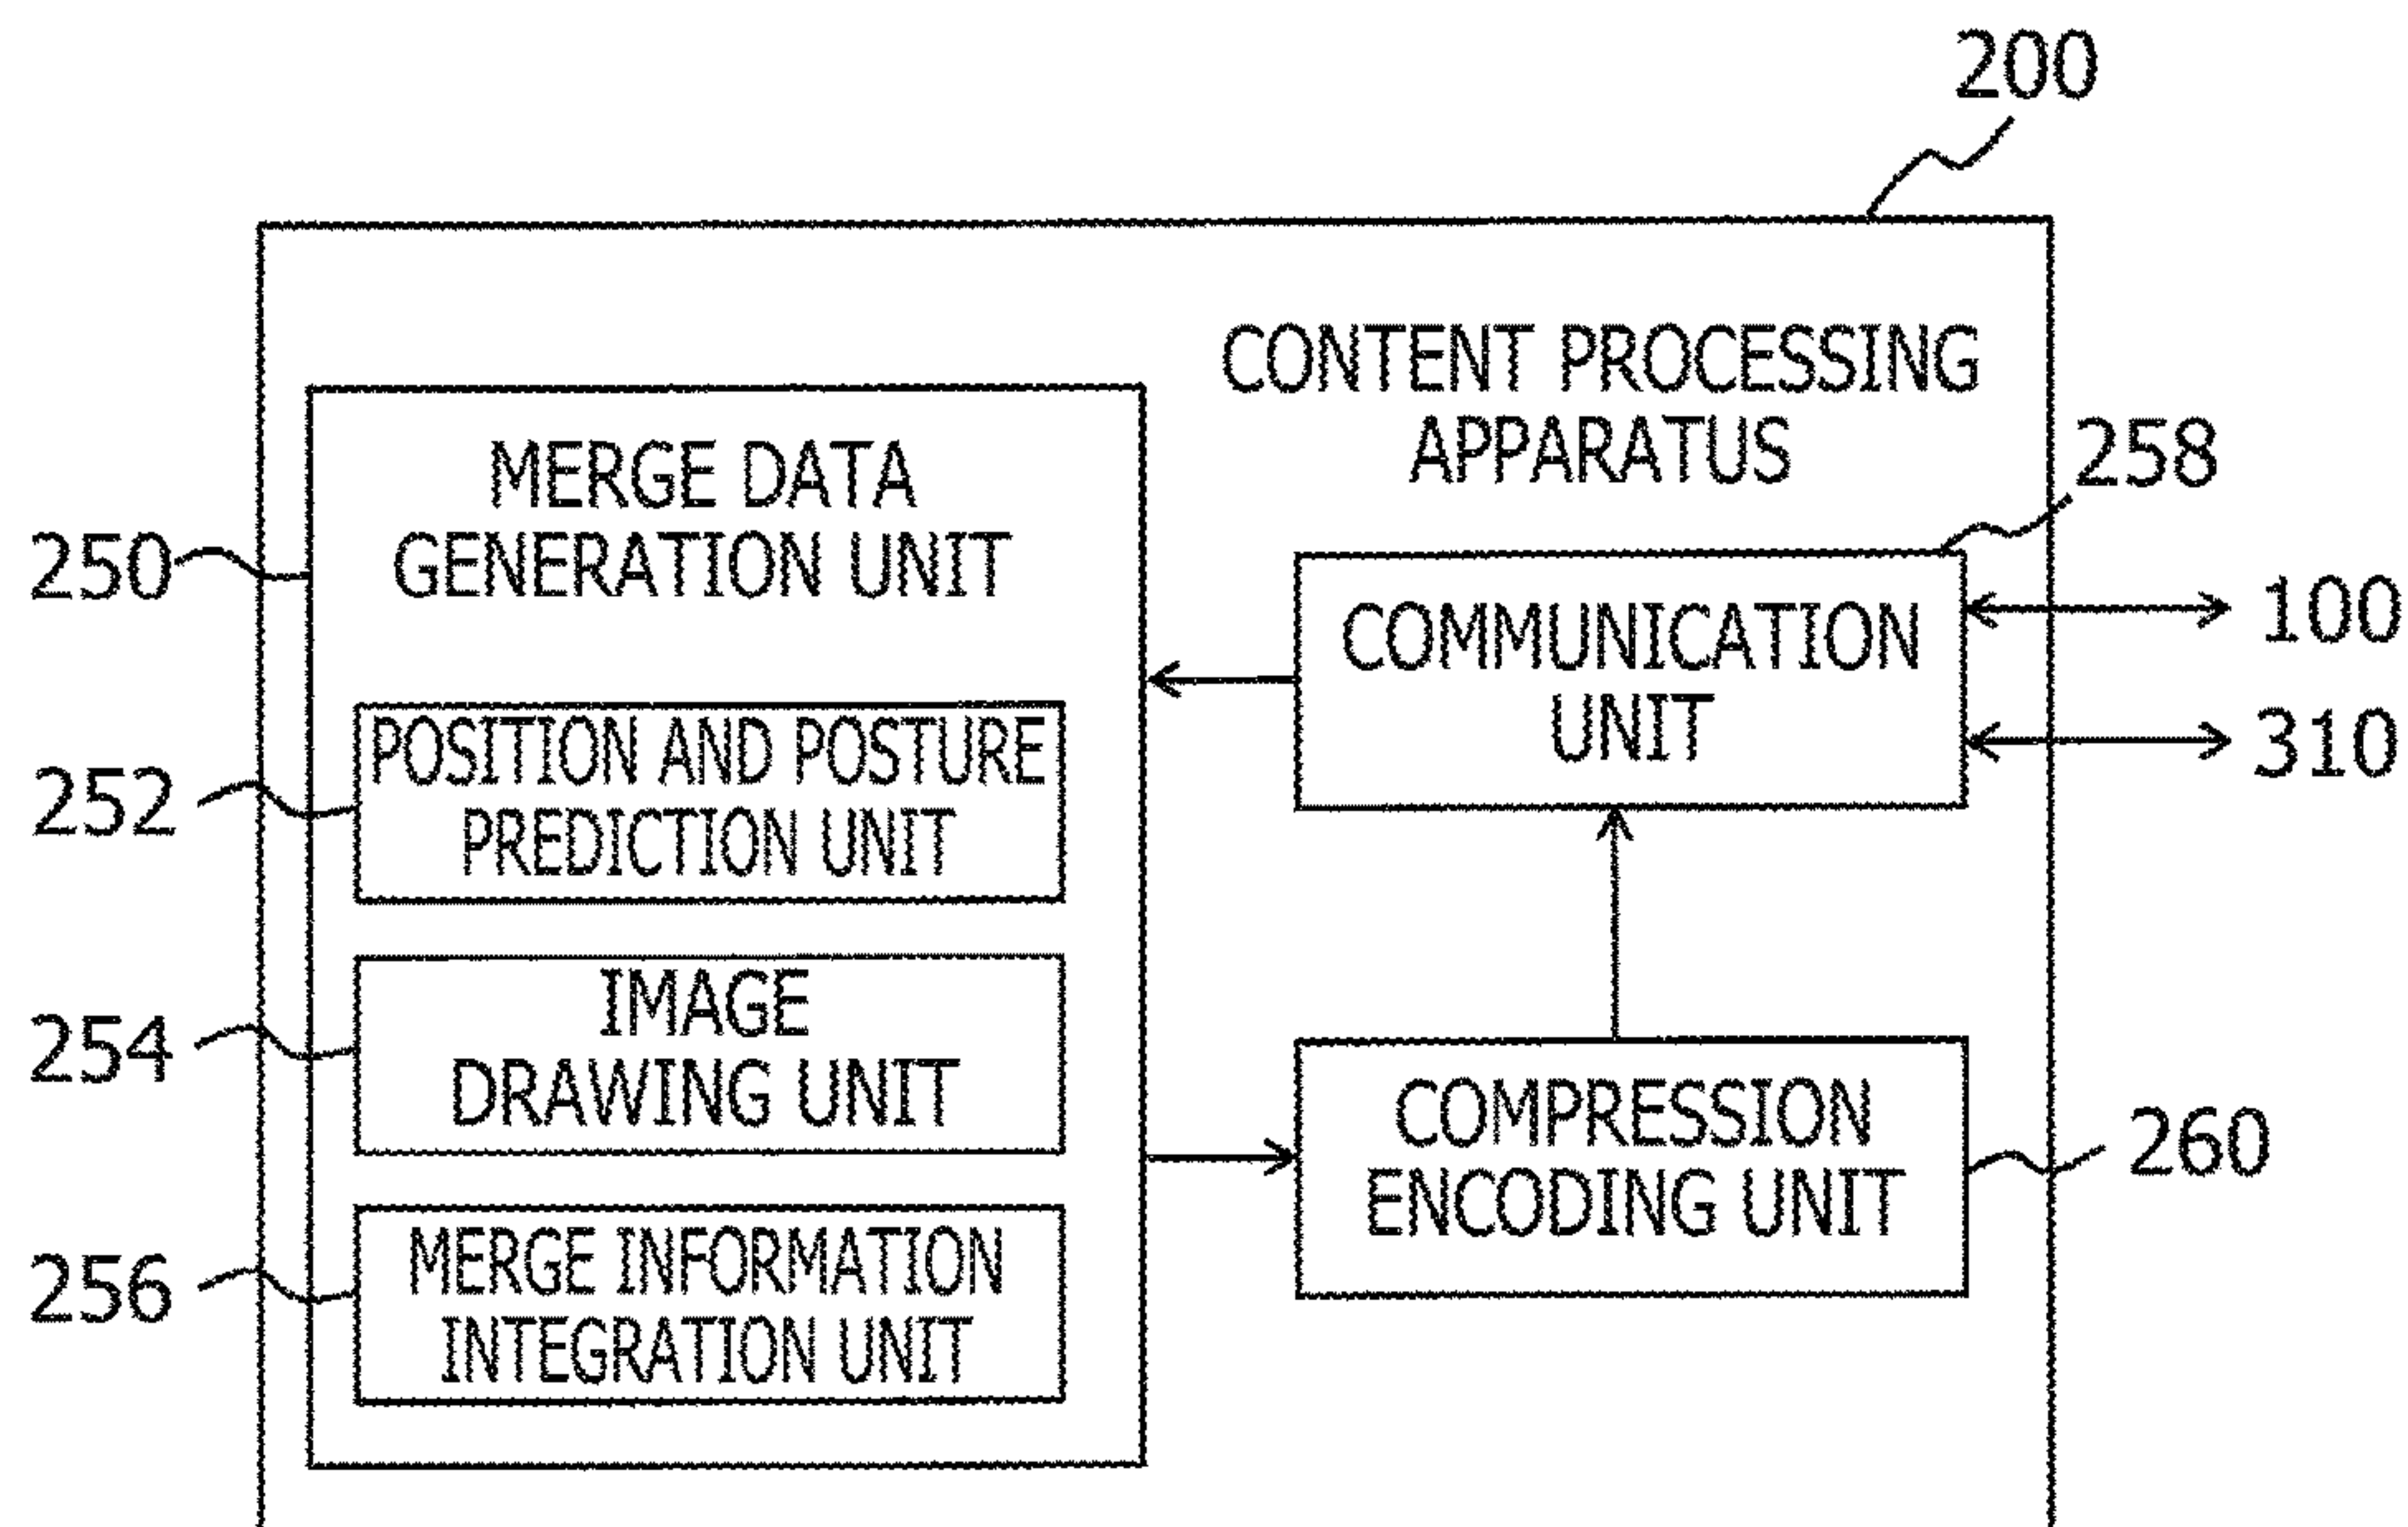 200
CONTENT PROCESSING
APPARATUS
MERGE DATA
GENERATION UNIT
250
258
COMMUNICATION
UNIT
100
310
POSITION AND POSTURE
PREDICTION UNIT
252
IMAGE
DRAWING UNIT
254
COMPRESSION
ENCODING UNIT
260
MERGE INFORMATION
INTEGRATION UNIT
256